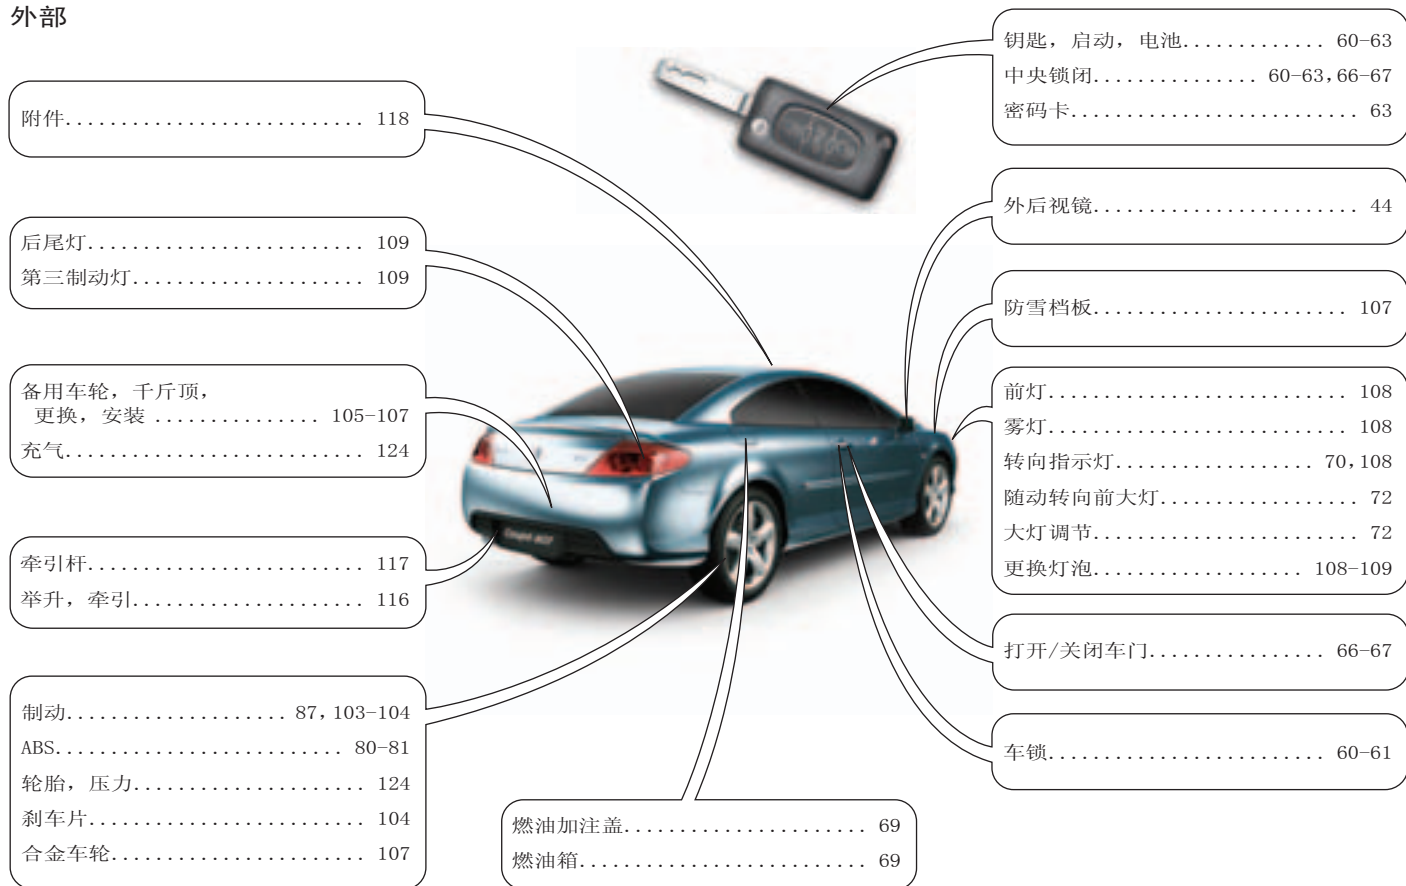 外部
附件........................... 118
后尾灯......................... 109
第三制动灯..................... 109
备用车轮，千斤顶，
更换，安装 ............... 105-107
充气........................... 124
牵引杆......................... 117
举升，牵引..................... 116
制动.................. 87, 103-104
ABS.......................... 80-81
轮胎，压力..................... 124
刹车片......................... 104
合金车轮....................... 107
燃油加注盖...................... 69
燃油箱.......................... 69
钥匙，启动，电池............. 60-63
中央锁闭............... 60-63,66-67
密码卡.......................... 63
外后视镜........................ 44
防雪档板....................... 107
前灯........................... 108
雾灯........................... 108
转向指示灯.................. 70,108
随动转向前大灯.................. 72
大灯调节........................ 72
更换灯泡................... 108-109
打开/关闭车门................ 66-67
车锁......................... 60-61
Coupé 407